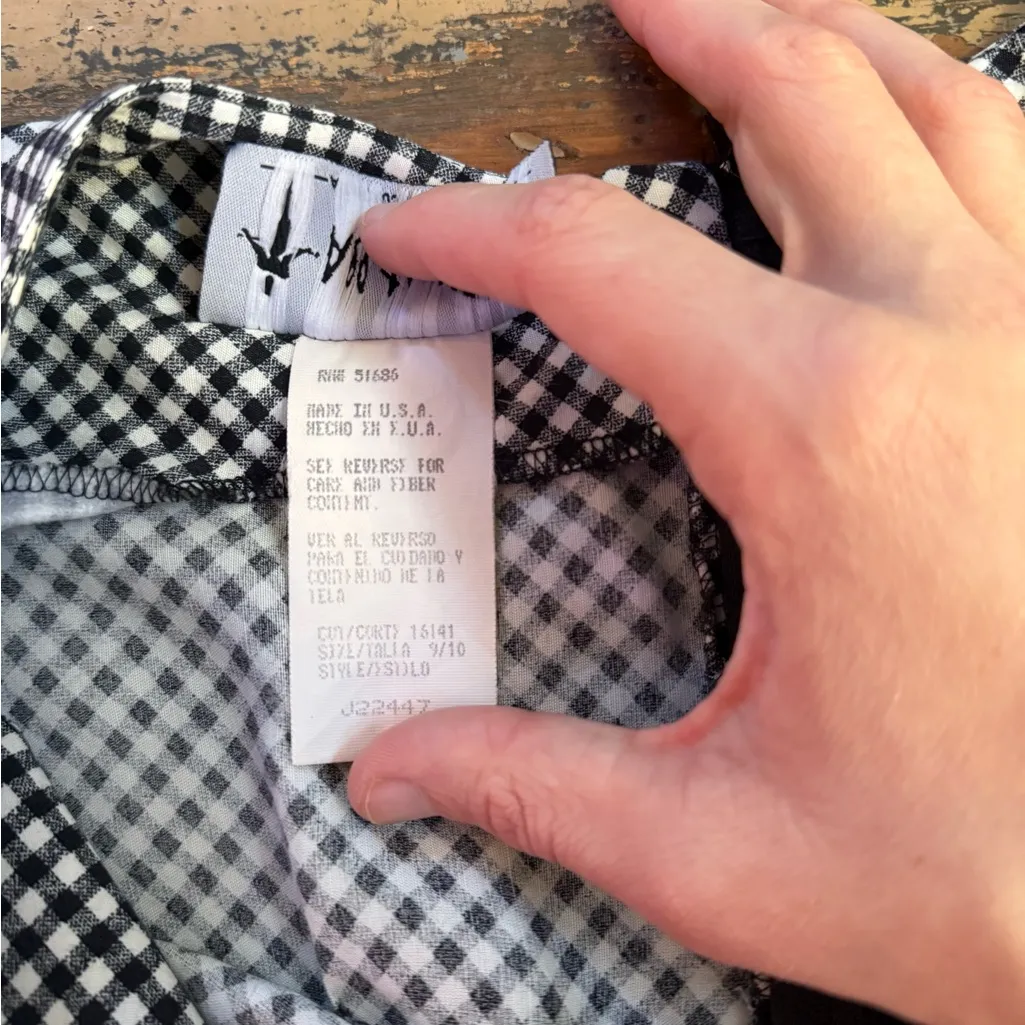 RN# 51686
MADE IN U.S.A.
HECHO EN E.U.A.
SEE REVERSE FOR
CARE AND FIBER
CONTENT.
VER AL REVERSO
PARA EL CUIDADO Y
CONTENIDO DE LA
TELA
CUT/CORTE 16141
SIZE/TALLA 9/10
STYLE/ESTILO
J22447